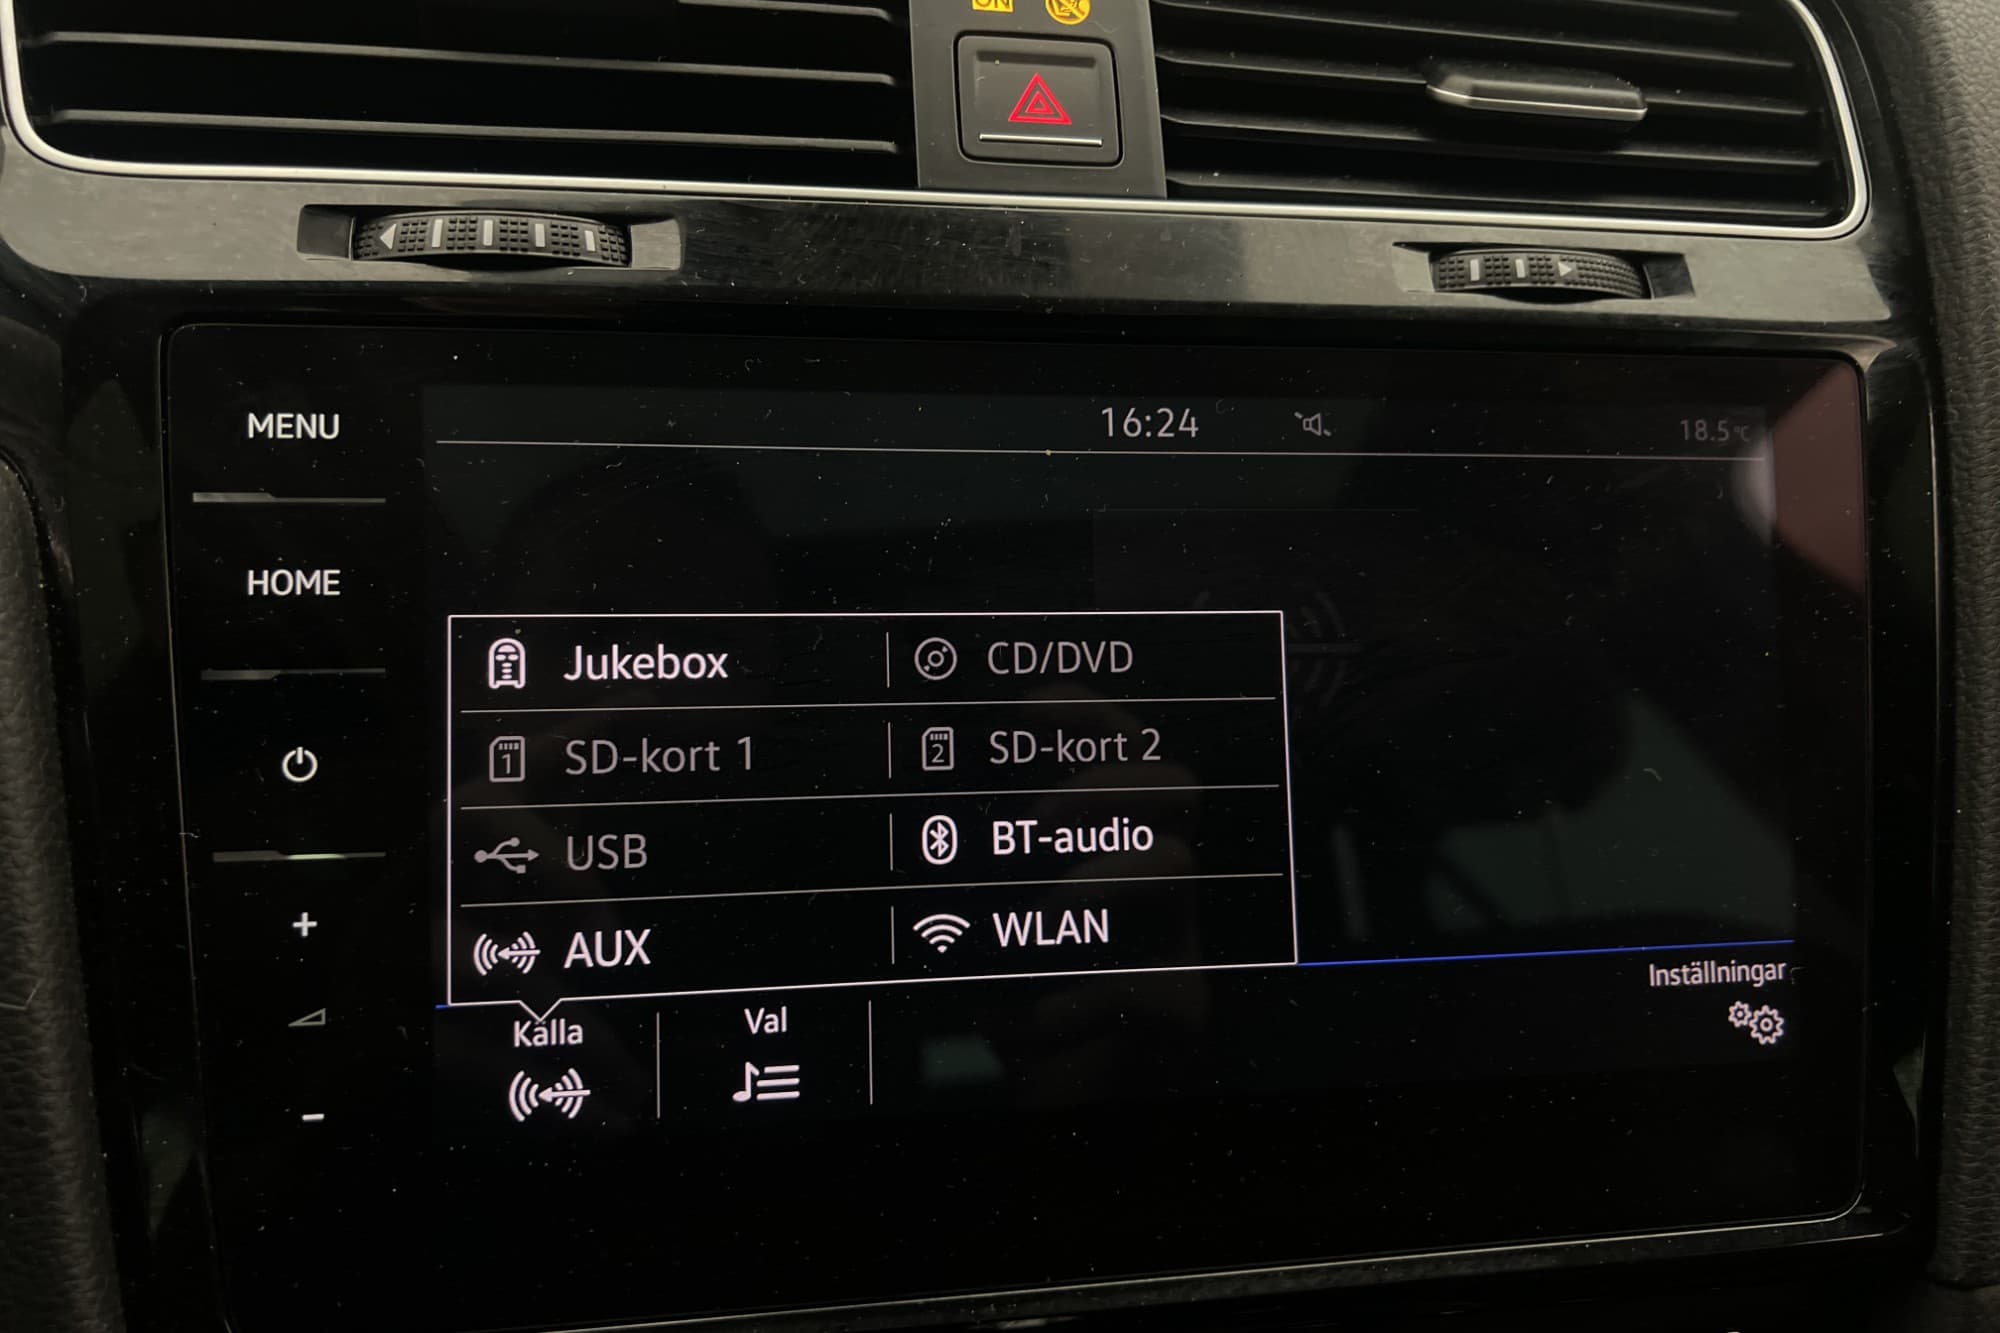 ON
MENU
16:24
18.5°C
HOME
Jukebox
CD/DVD
SD-kort 1
SD-kort 2
USB
BT-audio
AUX
WLAN
Inställningar
Källa
Val
+
-